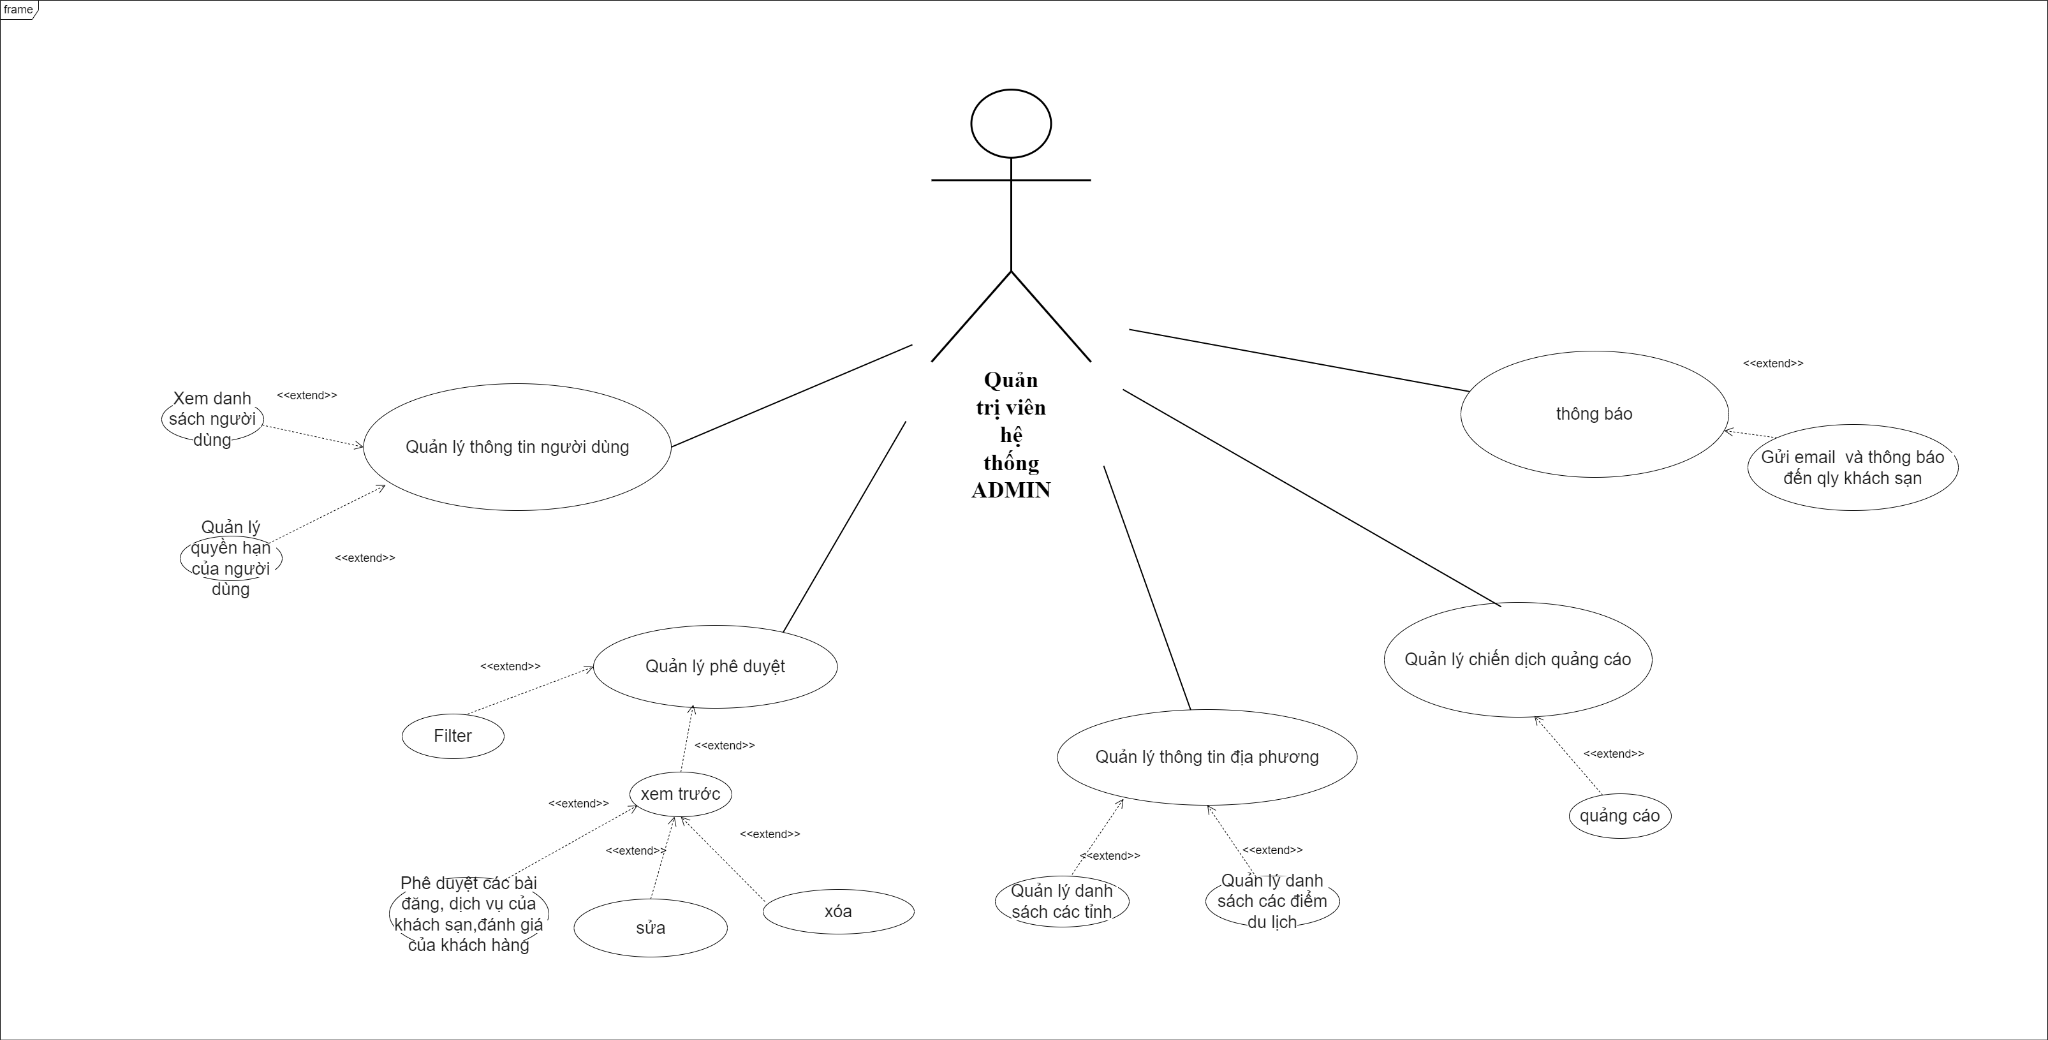 frame
Quản
trị viên
hệ
thống
ADMIN
Xem danh
sách người
dùng
<<extend>>
Quản lý thông tin người dùng
Quản lý
quyền hạn
của người
dùng
<<extend>>
<<extend>>
thông báo
Gửi email  và thông báo
đến qly khách sạn
Quản lý phê duyệt
<<extend>>
Filter
<<extend>>
xem trước
<<extend>>
<<extend>>
<<extend>>
Phê duyệt các bài
đăng, dịch vụ của
khách sạn,đánh giá
của khách hàng
sửa
xóa
Quản lý thông tin địa phương
<<extend>>
<<extend>>
Quản lý danh
sách các tỉnh
Quản lý danh
sách các điểm
du lịch
Quản lý chiến dịch quảng cáo
<<extend>>
quảng cáo